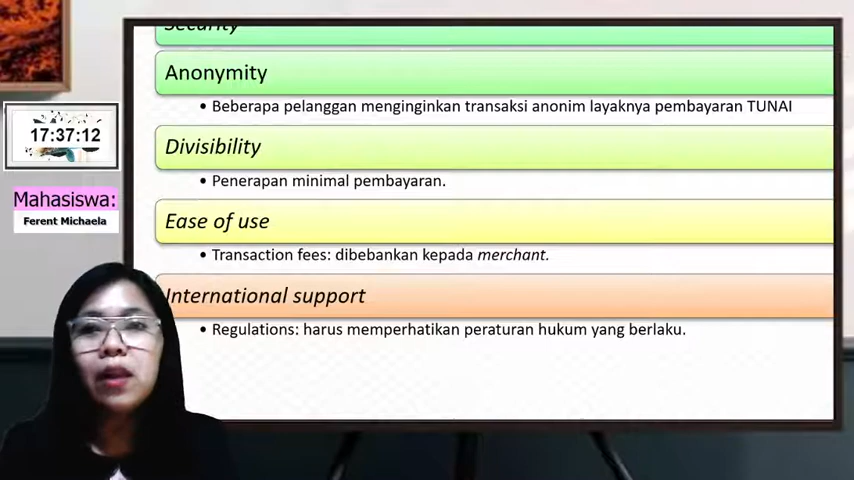 Security
Anonymity
• Beberapa pelanggan menginginkan transaksi anonim layaknya pembayaran TUNAI
Divisibility
• Penerapan minimal pembayaran.
Ease of use
• Transaction fees: dibebankan kepada merchant.
International support
• Regulations: harus memperhatikan peraturan hukum yang berlaku.
17:37:12
Mahasiswa:
Ferent Michaela